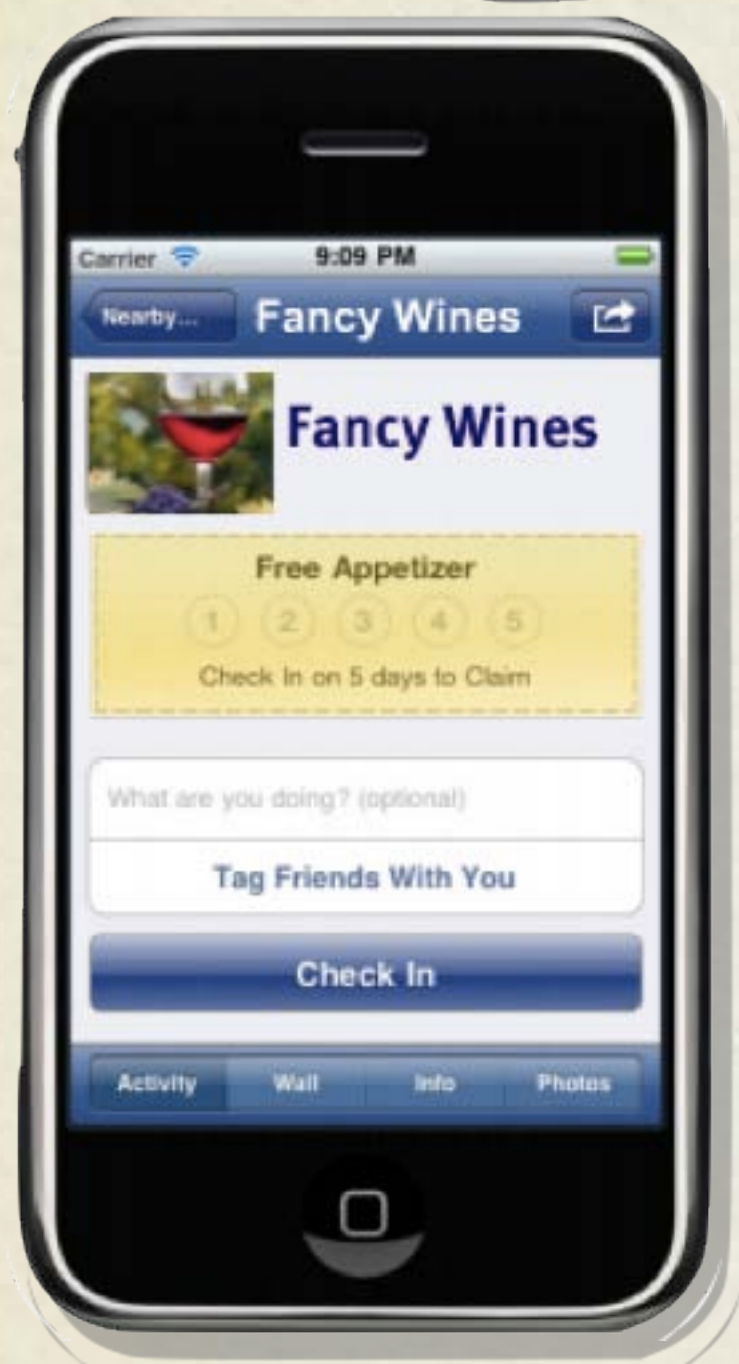 Carrier 9:09 PM
Nearby... Fancy Wines
Fancy Wines
Free Appetizer
1 2 3 4 5
Check In on 5 days to Claim
What are you doing? (optional)
Tag Friends With You
Check In
Activity Wall Info Photos